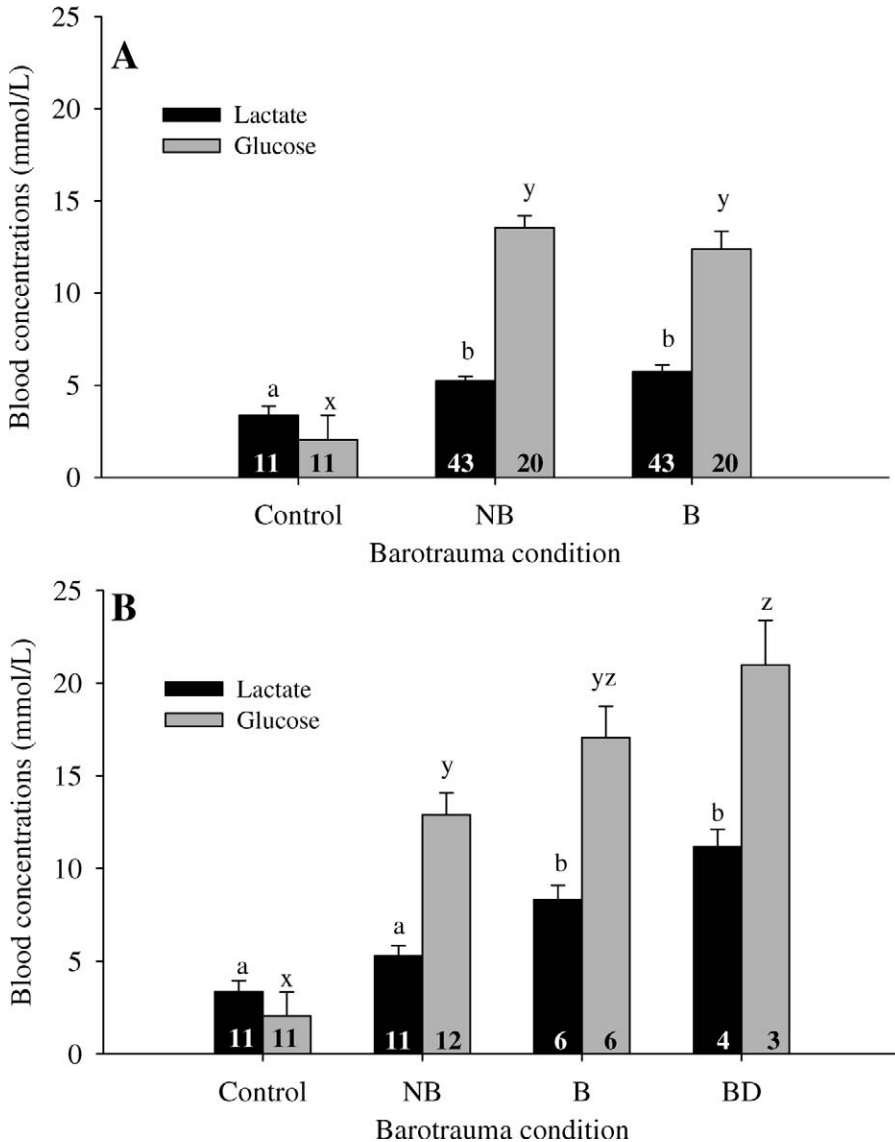 25
A
20
Lactate
Glucose
15
y
y
10
b
b
5
a
x
0
11
11
43
20
43
20
Control
NB
B
Blood concentrations (mmol/L)
Barotrauma condition
25
B
z
20
Lactate
yz
Glucose
15
y
10
b
b
5
a
a
x
0
11
11
11
12
6
6
4
3
Control
NB
B
BD
Blood concentrations (mmol/L)
Barotrauma condition